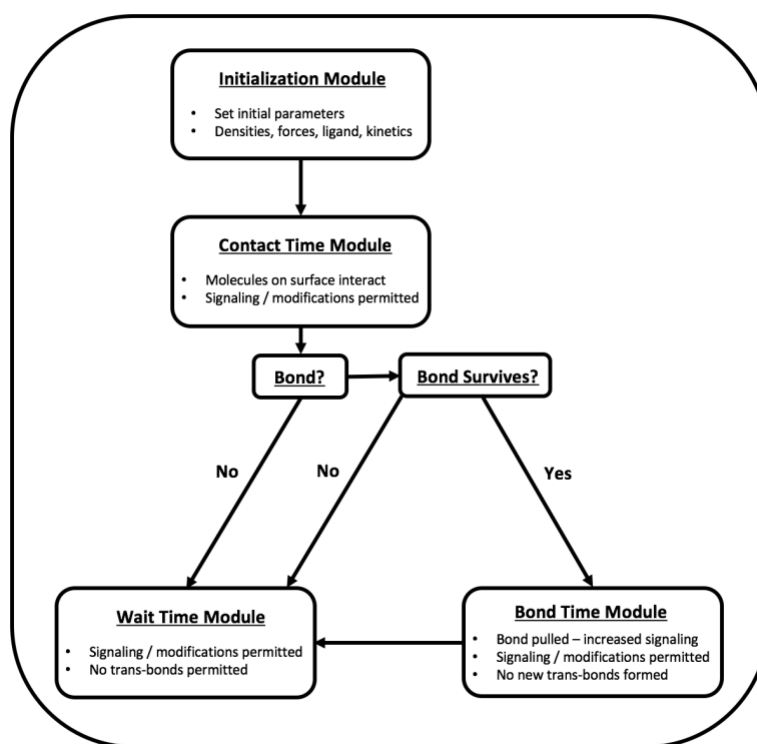 Initialization Module
• Set initial parameters
• Densities, forces, ligand, kinetics
Contact Time Module
• Molecules on surface interact
• Signaling / modifications permitted
Bond?
Bond Survives?
No
No
Yes
Wait Time Module
• Signaling / modifications permitted
• No trans-bonds permitted
Bond Time Module
• Bond pulled – increased signaling
• Signaling / modifications permitted
• No new trans-bonds formed